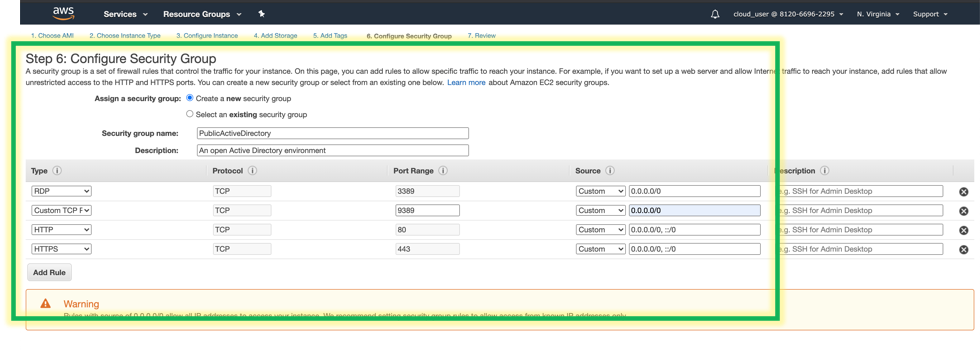 aws
Services
Resource Groups
cloud_user @ 8120-6696-2295
N. Virginia
Support
1. Choose AMI 2. Choose Instance Type 3. Configure Instance 4. Add Storage 5. Add Tags 6. Configure Security Group 7. Review
Step 6: Configure Security Group
A security group is a set of firewall rules that control the traffic for your instance. On this page, you can add rules to allow specific traffic to reach your instance. For example, if you want to set up a web server and allow Intern traffic to reach your instance, add rules that allow
unrestricted access to the HTTP and HTTPS ports. You can create a new security group or select from an existing one below. Learn more about Amazon EC2 security groups.
Assign a security group: Create a new security group
Select an existing security group
Security group name: PublicActiveDirectory
Description: An open Active Directory environment
Type i Protocol i Port Range i Source i escription i
RDP TCP 3389 Custom 0.0.0.0/0 e.g. SSH for Admin Desktop
Custom TCP F TCP 9389 Custom 0.0.0.0/0 e.g. SSH for Admin Desktop
HTTP TCP 80 Custom 0.0.0.0/0, ::/0 e.g. SSH for Admin Desktop
HTTPS TCP 443 Custom 0.0.0.0/0, ::/0 e.g. SSH for Admin Desktop
Add Rule
Warning
Rules with source of 0.0.0.0/0 allow all IP addresses to access your instance. We recommend setting security group rules to allow access from known IP addresses only.